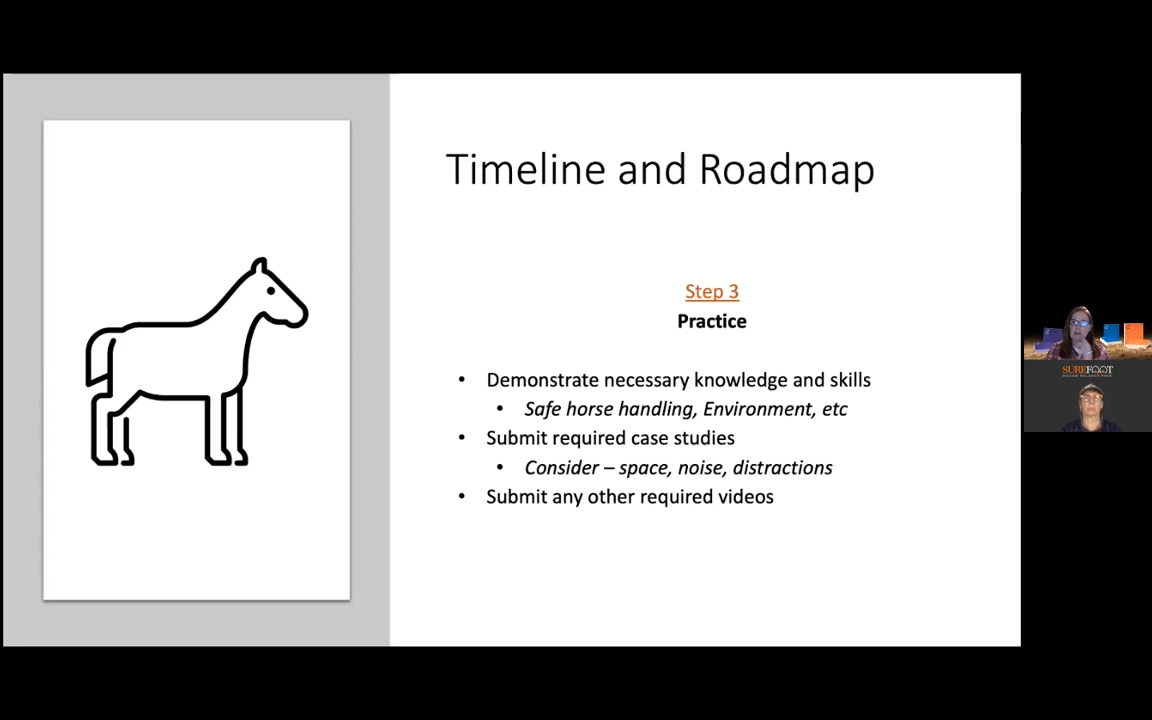 Timeline and Roadmap
Step 3
Practice
• Demonstrate necessary knowledge and skills
• Safe horse handling, Environment, etc
• Submit required case studies
• Consider – space, noise, distractions
• Submit any other required videos
SUREFOOT